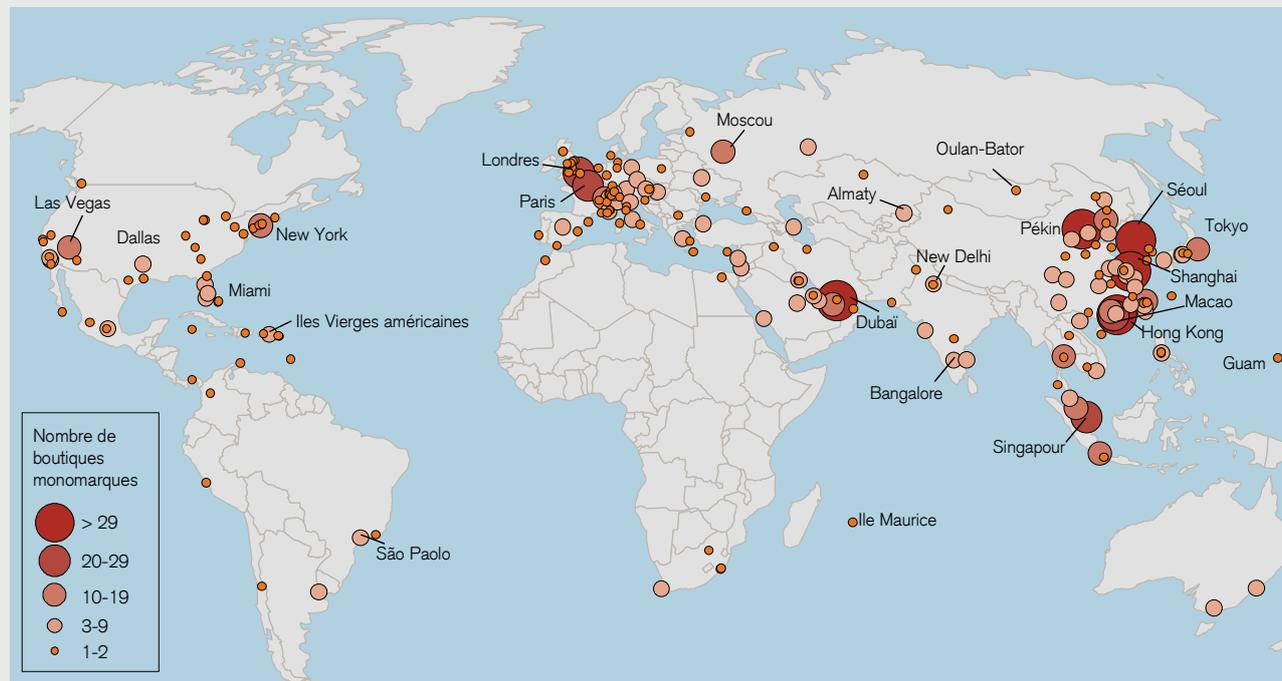 Moscou
Londres
Oulan-Bator
Almaty
Séoul
Las Vegas
Paris
Dallas
New York
Pékin
Tokyo
New Delhi
Shanghai
Miami
Macao
Iles Vierges américaines
Dubaï
Hong Kong
Guam
Bangalore
Singapour
Nombre de
boutiques
monomarques
> 29
20-29
10-19
3-9
1-2
Ile Maurice
São Paolo